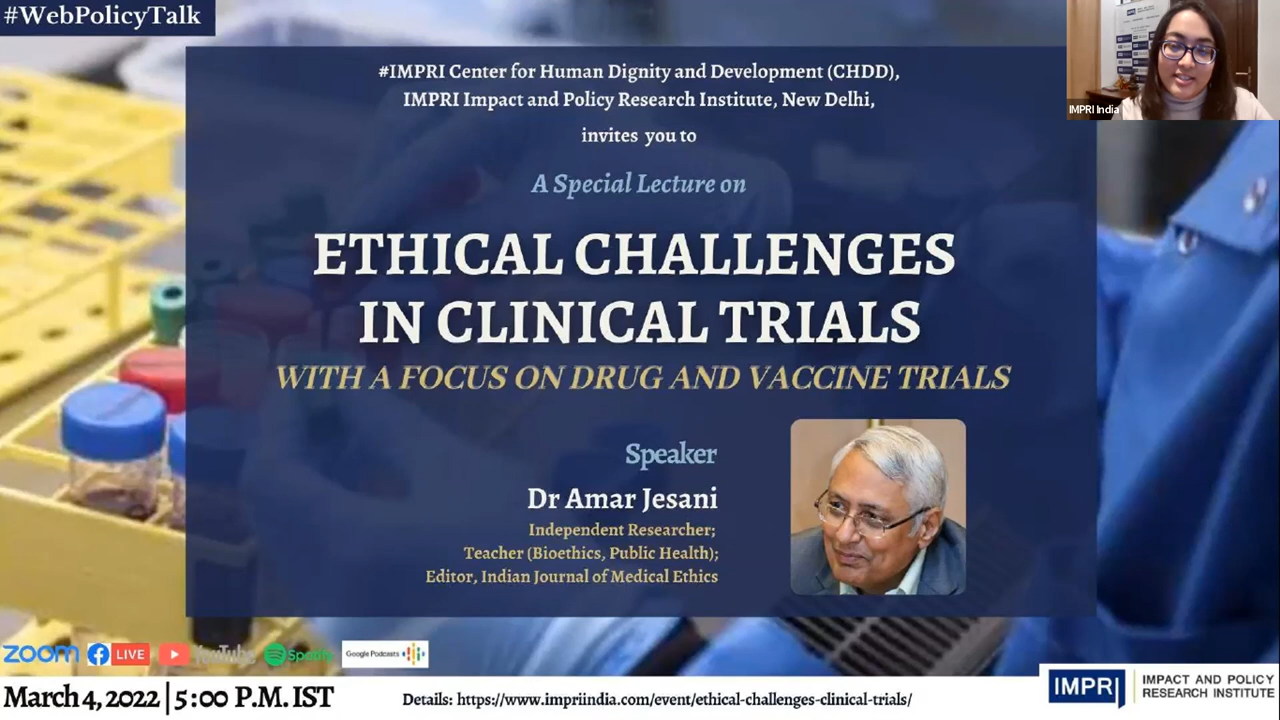 #WebPolicyTalk
IMPRI India
#IMPRI Center for Human Dignity and Development (CHDD),
IMPRI Impact and Policy Research Institute, New Delhi,
invites you to
A Special Lecture on
ETHICAL CHALLENGES
IN CLINICAL TRIALS
WITH A FOCUS ON DRUG AND VACCINE TRIALS
Speaker
Dr Amar Jesani
Independent Researcher;
Teacher (Bioethics, Public Health);
Editor, Indian Journal of Medical Ethics
zoom LIVE YouTube Spotify Google Podcasts
March 4, 2022 | 5:00 P.M. IST
Details: https://www.impriindia.com/event/ethical-challenges-clinical-trials/
IMPRI
IMPACT AND POLICY
RESEARCH INSTITUTE